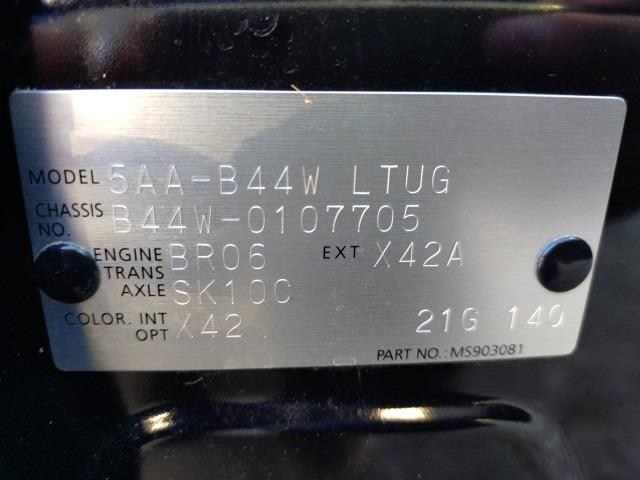 MODEL 5AA-B44W LTUG
CHASSIS NO. B44W-0107705
ENGINE BR06 EXT X42A
TRANS AXLE SK10C
COLOR. INT OPT X42 21G 140
PART NO.: MS903081